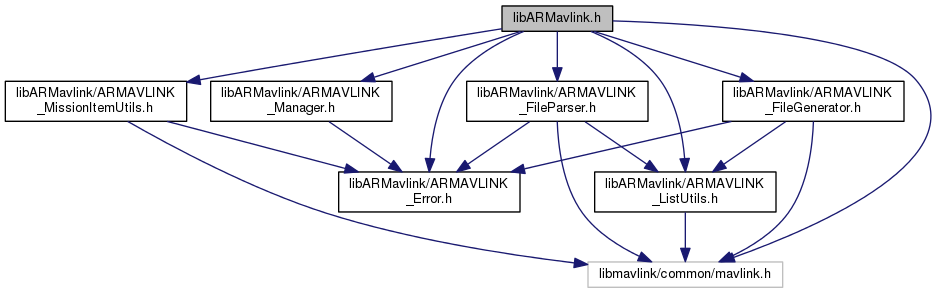 libARMavlink.h
libARMavlink/ARMAVLINK
_MissionItemUtils.h
libARMavlink/ARMAVLINK
_Manager.h
libARMavlink/ARMAVLINK
_FileParser.h
libARMavlink/ARMAVLINK
_FileGenerator.h
libARMavlink/ARMAVLINK
_Error.h
libARMavlink/ARMAVLINK
_ListUtils.h
libmavlink/common/mavlink.h